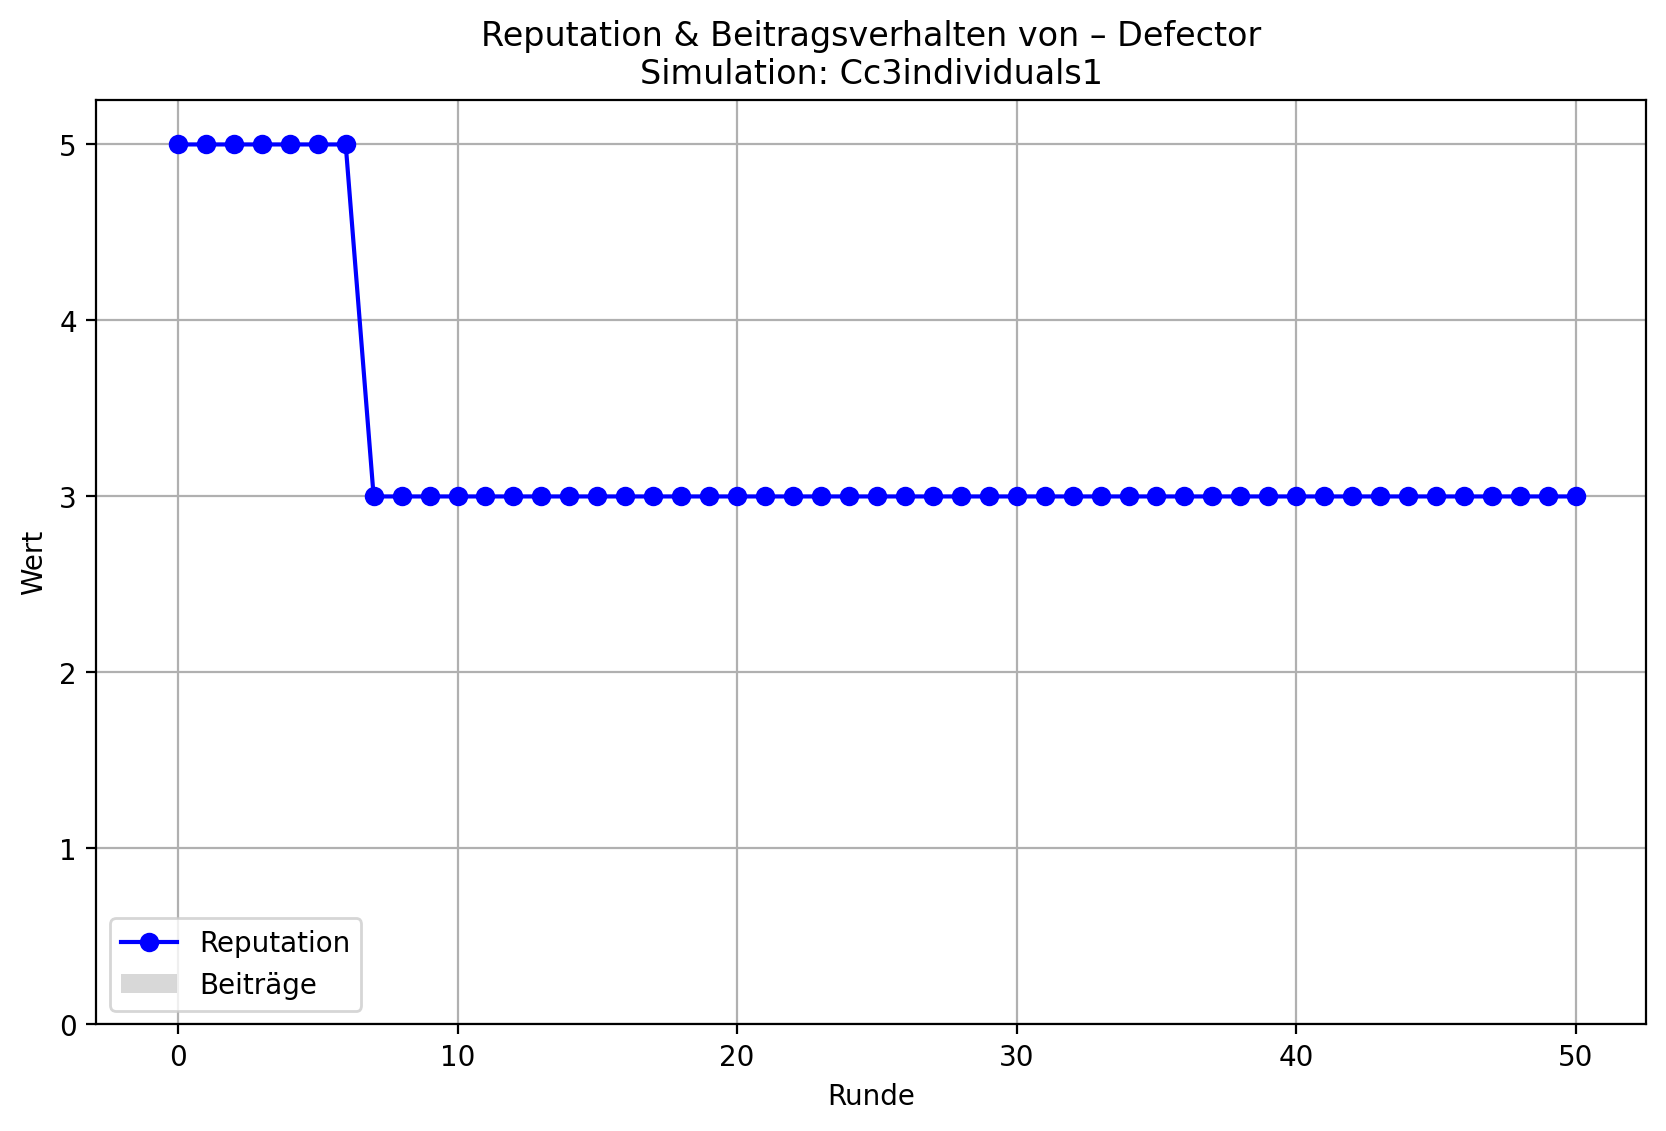 Reputation & Beitragsverhalten von – Defector
Simulation: Cc3individuals1
5
4
3
2
1
0
Wert
Reputation
Beiträge
0 10 20 30 40 50
Runde